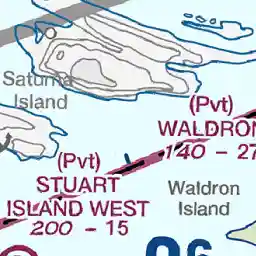 Saturna
Island
(Pvt)
WALDRON
140 - 27
(Pvt)
STUART
ISLAND WEST
200 - 15
Waldron
Island